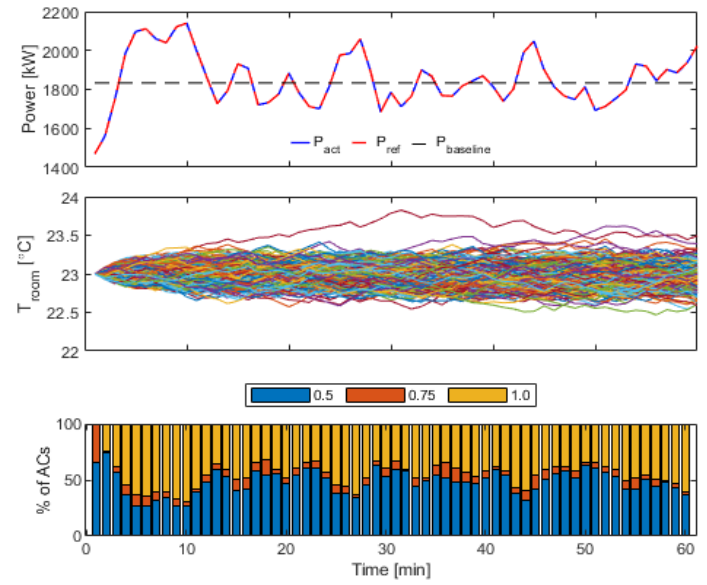 2200
2000
1800
1600
1400
Power [kW]
P_act P_ref P_baseline
24
23.5
23
22.5
22
T_room [°C]
0.5 0.75 1.0
100
50
0
% of ACs
0 10 20 30 40 50 60
Time [min]